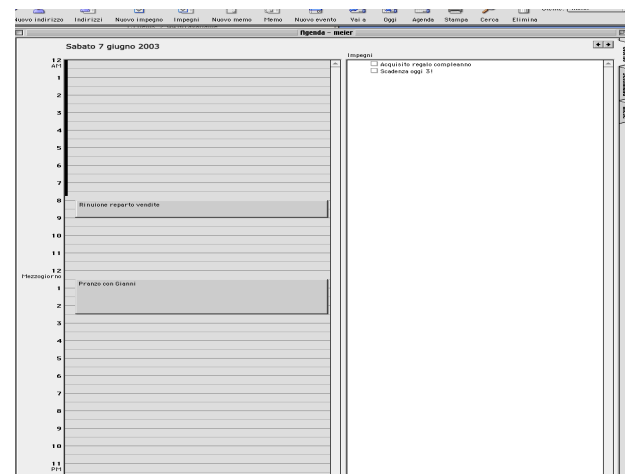 Nuovo indirizzo Indirizzi Nuovo impegno Impegni Nuovo memo Memo Nuovo evento Vai a Oggi Agenda Stampa Cerca Elimina
Agenda – meier
Sabato 7 giugno 2003
Impegni
Acquisito regalo compleanno
Scadenza oggi 3!
12
AM
1
2
3
4
5
6
7
8
Rinuione reparto vendite
9
10
11
12
Mezzogiorno
Pranzo con Gianni
1
2
3
4
5
6
7
8
9
10
11
PM